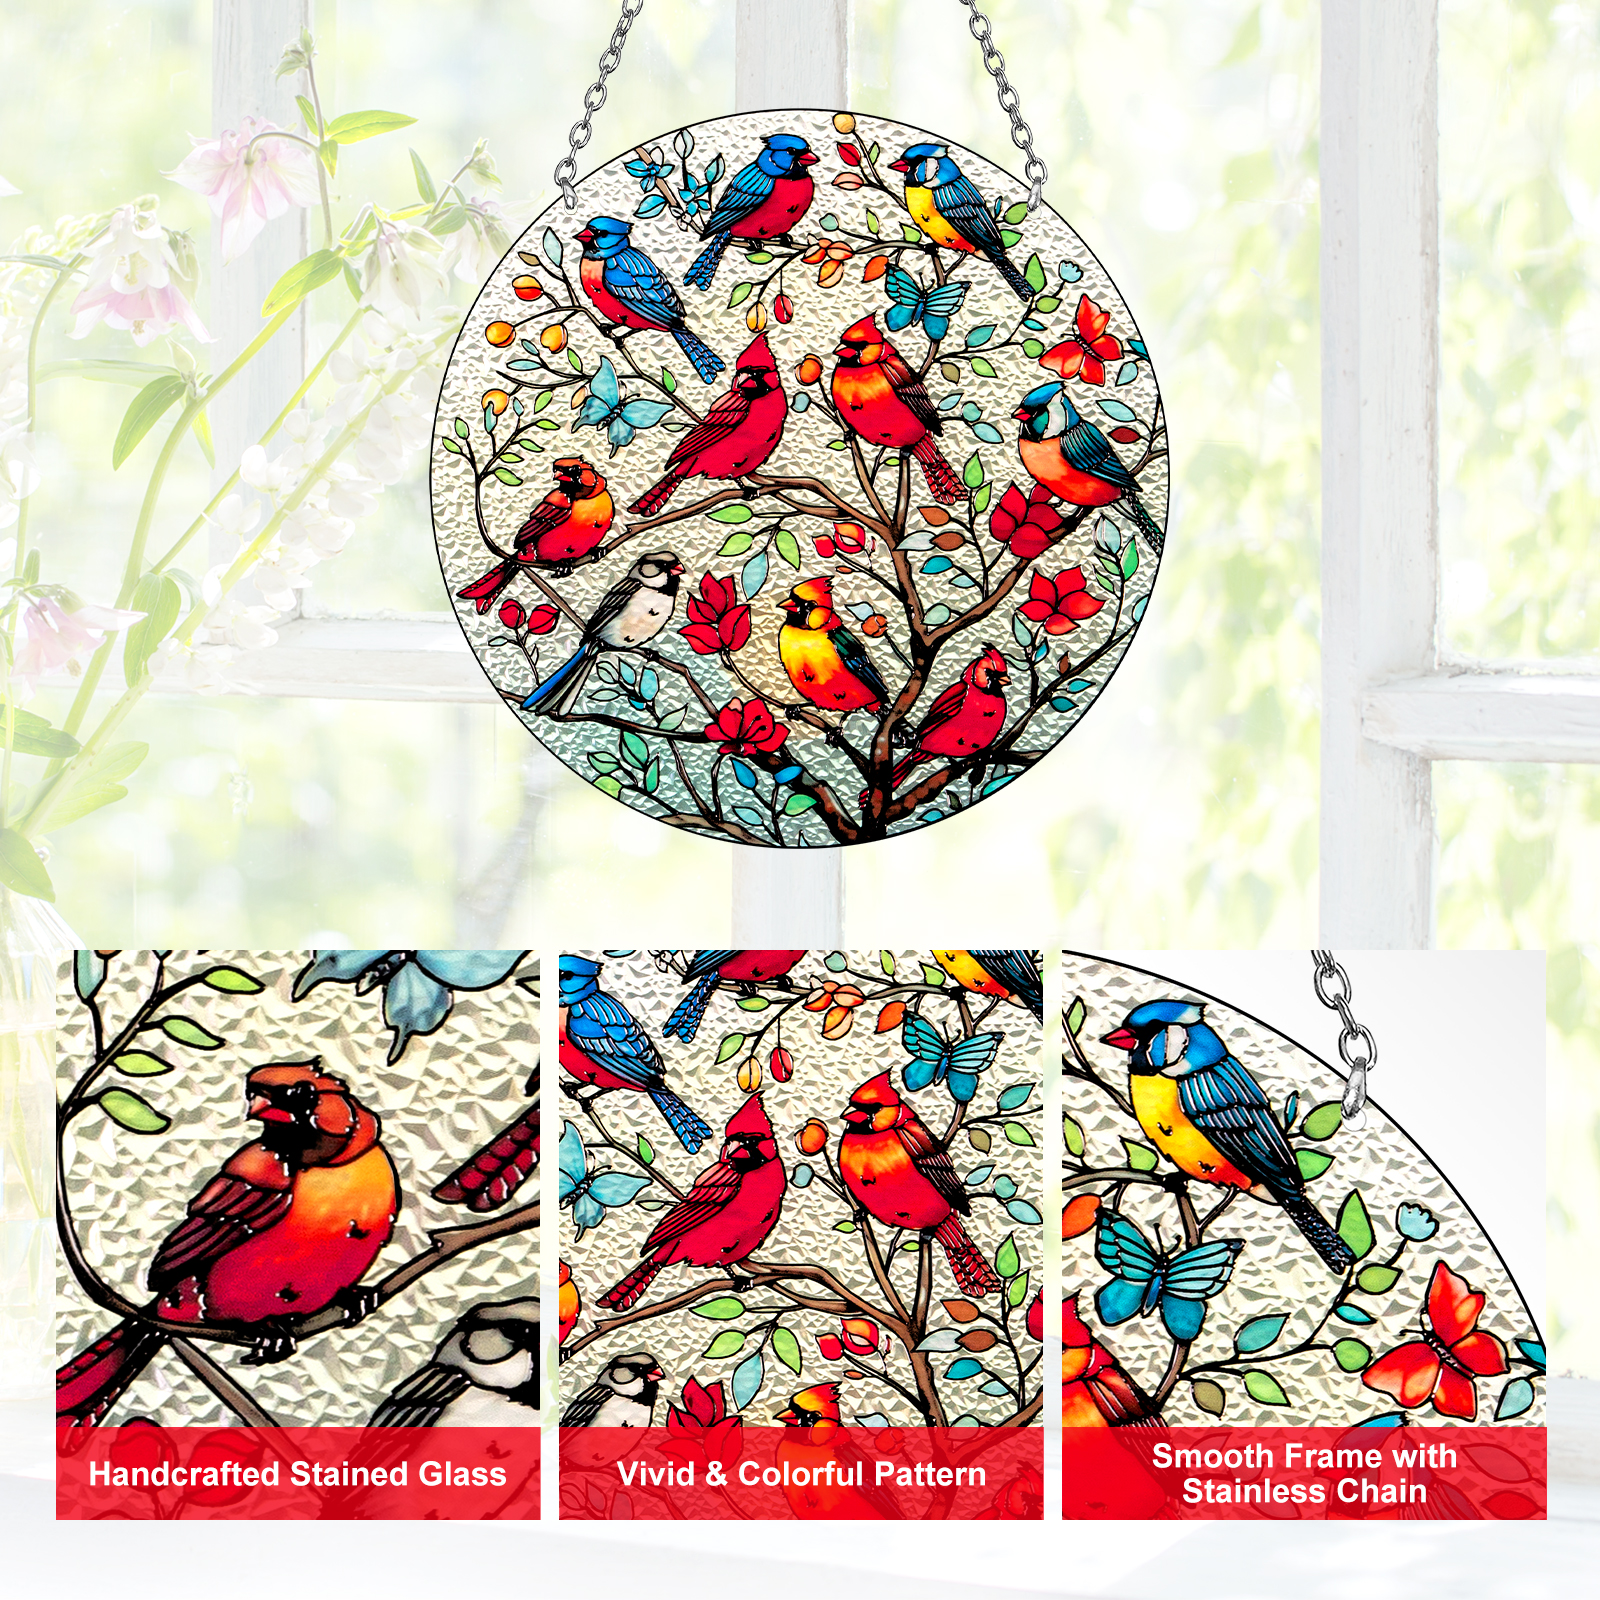 Handcrafted Stained Glass
Vivid & Colorful Pattern
Smooth Frame with
Stainless Chain